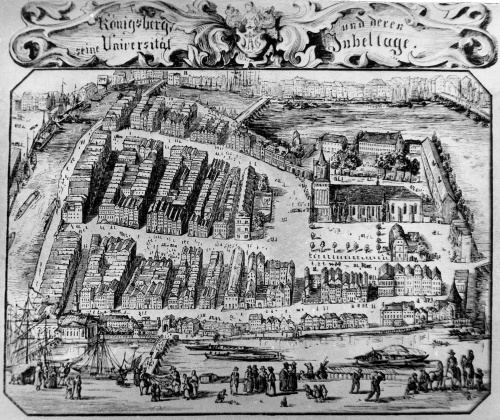 Königsberg,
seine Universität
und deren
Jubeltage.